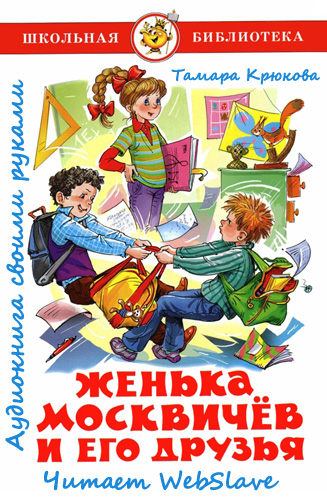 ШКОЛЬНАЯ БИБЛИОТЕКА
Тамара Крюкова
Аудиокнига своими руками
ЖЕНЬКА
МОСКВИЧЁВ
И ЕГО ДРУЗЬЯ
Читает WebSlave